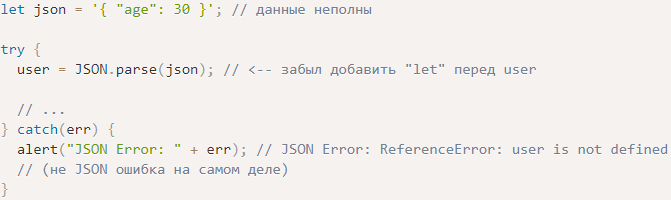 let json = '{ "age": 30 }'; // данные неполны
try {
user = JSON.parse(json); // <-- забыл добавить "let" перед user
// ...
} catch(err) {
alert("JSON Error: " + err); // JSON Error: ReferenceError: user is not defined
// (не JSON ошибка на самом деле)
}